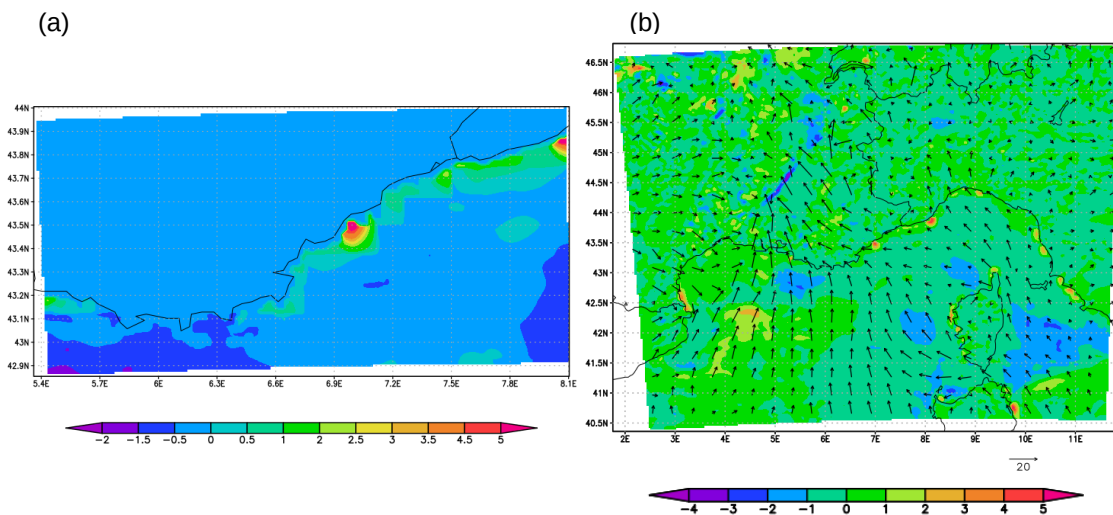 (a)
(b)
44N
43.9N
43.8N
43.7N
43.6N
43.5N
43.4N
43.3N
43.2N
43.1N
43N
42.9N
5.4E 5.7E 6E 6.3E 6.6E 6.9E 7.2E 7.5E 7.8E 8.1E
-2 -1.5 -0.5 0 0.5 1 2 2.5 3 3.5 4.5 5
46.5N
46N
45.5N
45N
44.5N
44N
43.5N
43N
42.5N
42N
41.5N
41N
40.5N
2E 3E 4E 5E 6E 7E 8E 9E 10E 11E
20
-4 -3 -2 -1 0 1 2 3 4 5